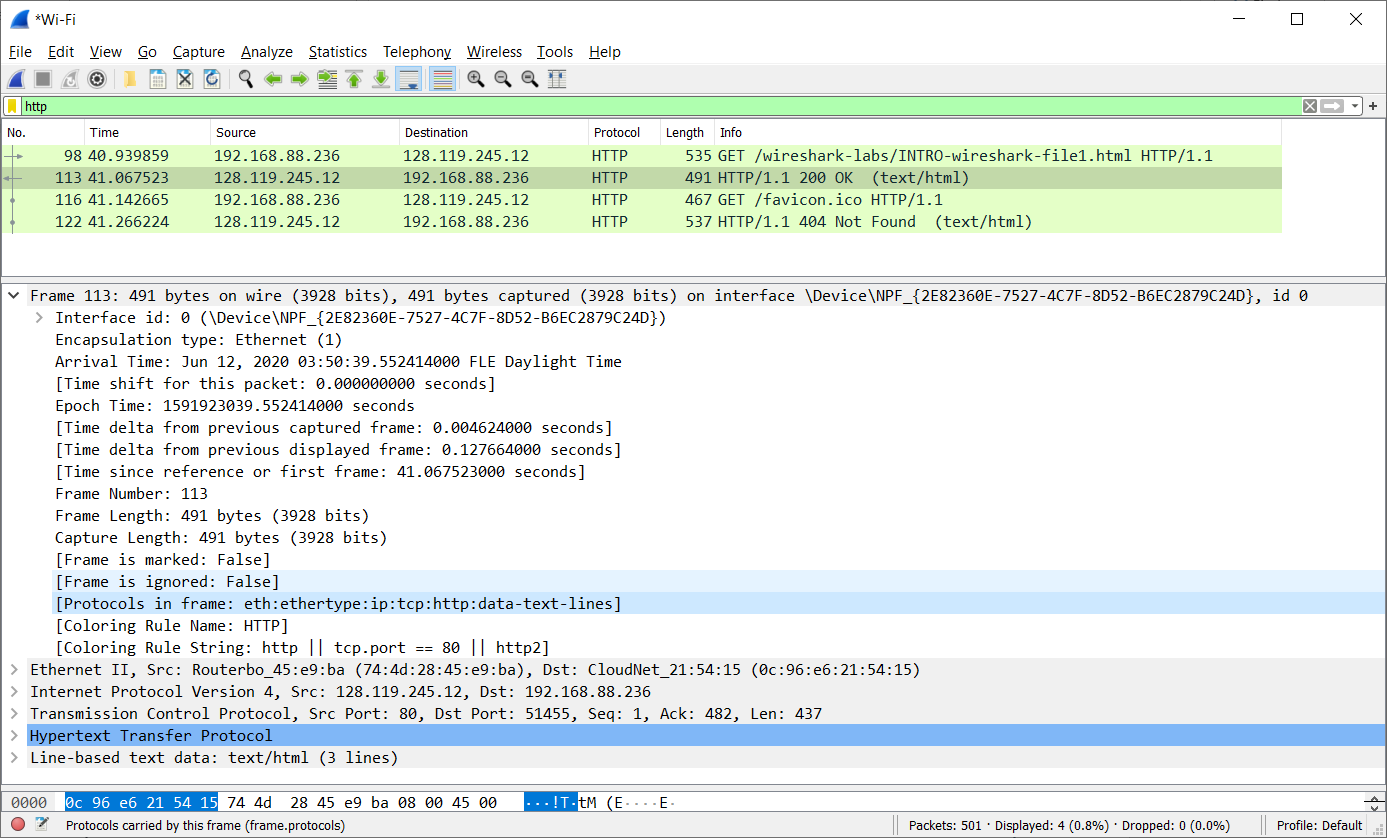 *Wi-Fi
File Edit View Go Capture Analyze Statistics Telephony Wireless Tools Help
http
No. Time Source Destination Protocol Length Info
98 40.939859 192.168.88.236 128.119.245.12 HTTP 535 GET /wireshark-labs/INTRO-wireshark-file1.html HTTP/1.1
113 41.067523 128.119.245.12 192.168.88.236 HTTP 491 HTTP/1.1 200 OK  (text/html)
116 41.142665 192.168.88.236 128.119.245.12 HTTP 467 GET /favicon.ico HTTP/1.1
122 41.266224 128.119.245.12 192.168.88.236 HTTP 537 HTTP/1.1 404 Not Found  (text/html)
Frame 113: 491 bytes on wire (3928 bits), 491 bytes captured (3928 bits) on interface \Device\NPF_{2E82360E-7527-4C7F-8D52-B6EC2879C24D}, id 0
Interface id: 0 (\Device\NPF_{2E82360E-7527-4C7F-8D52-B6EC2879C24D})
Encapsulation type: Ethernet (1)
Arrival Time: Jun 12, 2020 03:50:39.552414000 FLE Daylight Time
[Time shift for this packet: 0.000000000 seconds]
Epoch Time: 1591923039.552414000 seconds
[Time delta from previous captured frame: 0.004624000 seconds]
[Time delta from previous displayed frame: 0.127664000 seconds]
[Time since reference or first frame: 41.067523000 seconds]
Frame Number: 113
Frame Length: 491 bytes (3928 bits)
Capture Length: 491 bytes (3928 bits)
[Frame is marked: False]
[Frame is ignored: False]
[Protocols in frame: eth:ethertype:ip:tcp:http:data-text-lines]
[Coloring Rule Name: HTTP]
[Coloring Rule String: http || tcp.port == 80 || http2]
Ethernet II, Src: Routerbo_45:e9:ba (74:4d:28:45:e9:ba), Dst: CloudNet_21:54:15 (0c:96:e6:21:54:15)
Internet Protocol Version 4, Src: 128.119.245.12, Dst: 192.168.88.236
Transmission Control Protocol, Src Port: 80, Dst Port: 51455, Seq: 1, Ack: 482, Len: 437
Hypertext Transfer Protocol
Line-based text data: text/html (3 lines)
0000 0c 96 e6 21 54 15 74 4d 28 45 e9 ba 08 00 45 00 ···!T·tM (E····E·
Protocols carried by this frame (frame.protocols) Packets: 501 · Displayed: 4 (0.8%) · Dropped: 0 (0.0%) Profile: Default